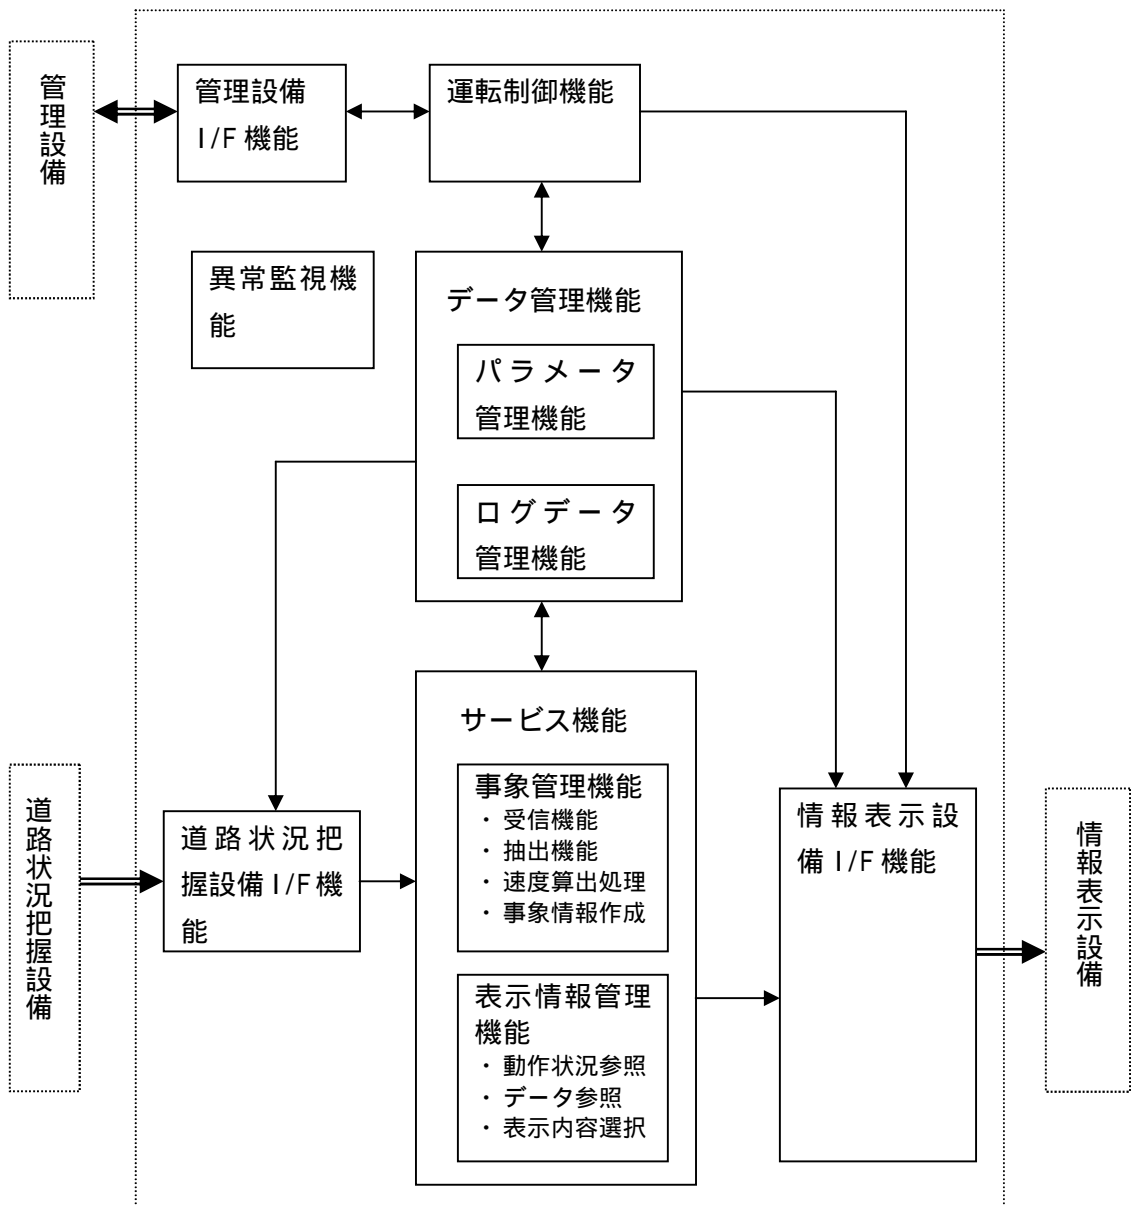 管理設備
管理設備
I/F 機能
運転制御機能
異常監視機
能
データ管理機能
パラメータ
管理機能
ログデータ
管理機能
サービス機能
事象管理機能
・ 受信機能
・ 抽出機能
・ 速度算出処理
・ 事象情報作成
表示情報管理
機能
・ 動作状況参照
・ データ参照
・ 表示内容選択
道路状況把握設備
道路状況把
握設備 I/F 機
能
情報表示設
備 I/F 機能
情報表示設備